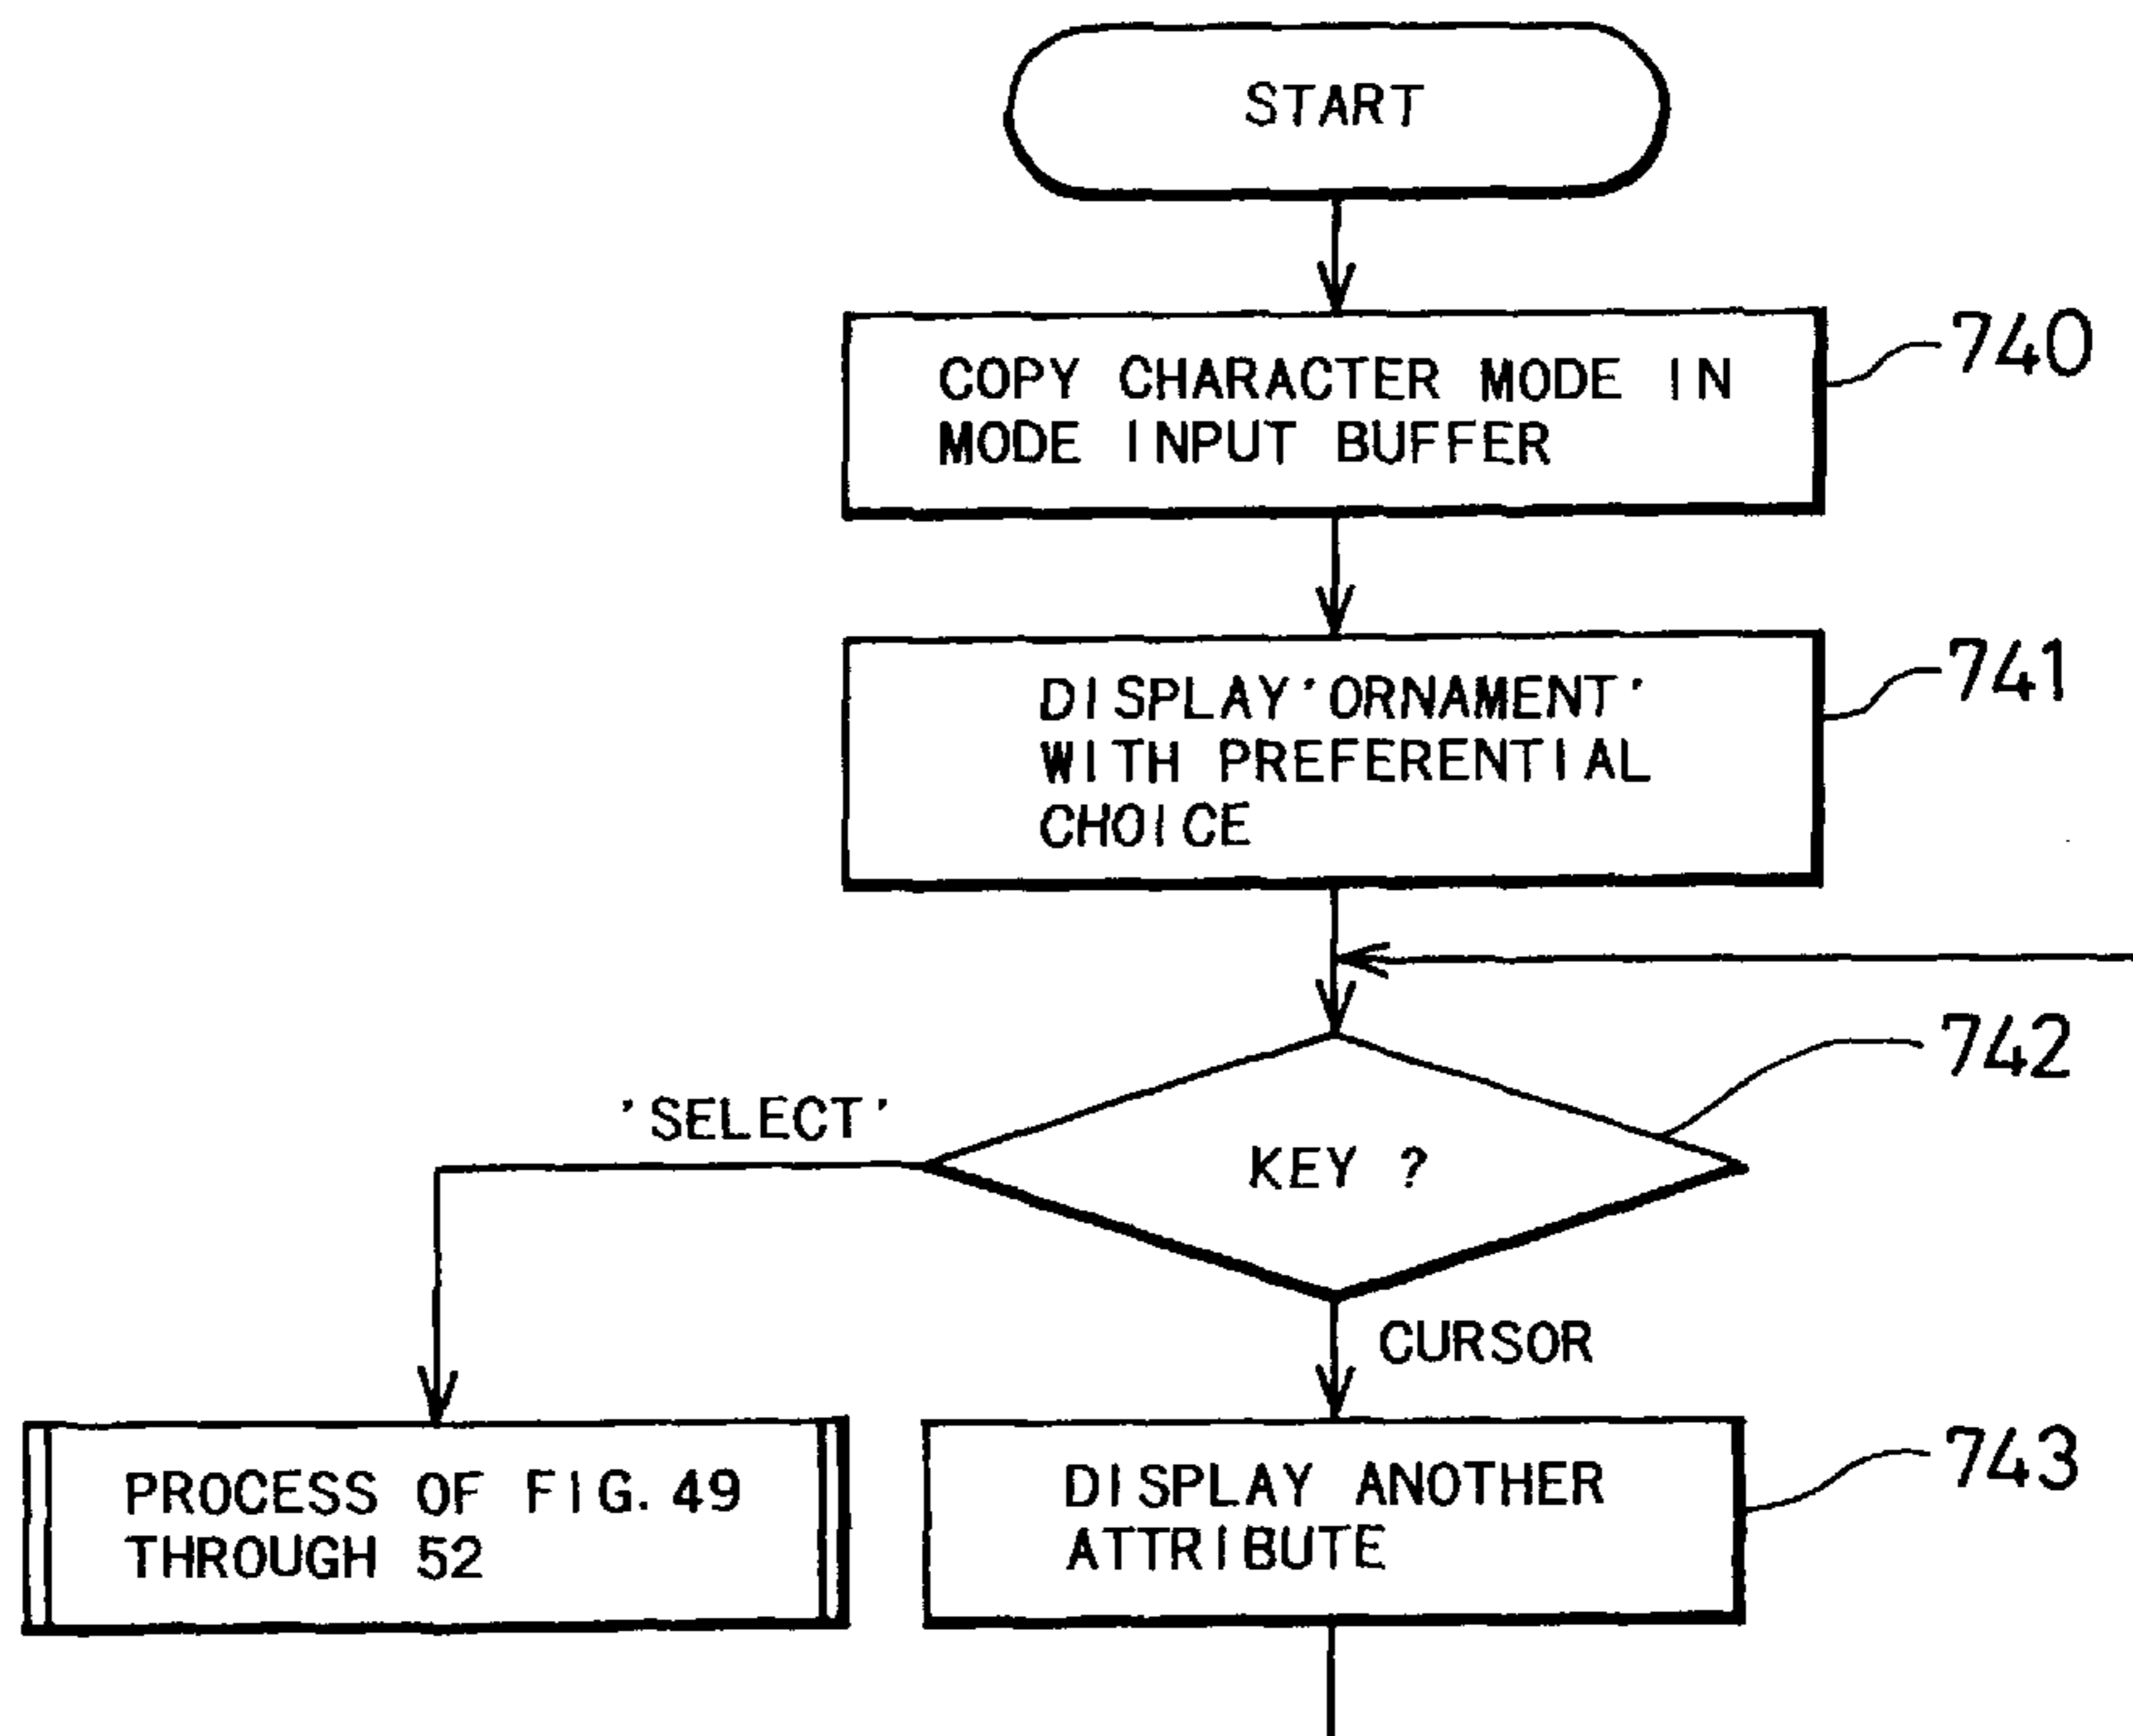 START
COPY CHARACTER MODE IN
MODE INPUT BUFFER
740
DISPLAY 'ORNAMENT'
WITH PREFERENTIAL
CHOICE
741
742
'SELECT'
KEY ?
CURSOR
PROCESS OF FIG. 49
THROUGH 52
DISPLAY ANOTHER
ATTRIBUTE
743